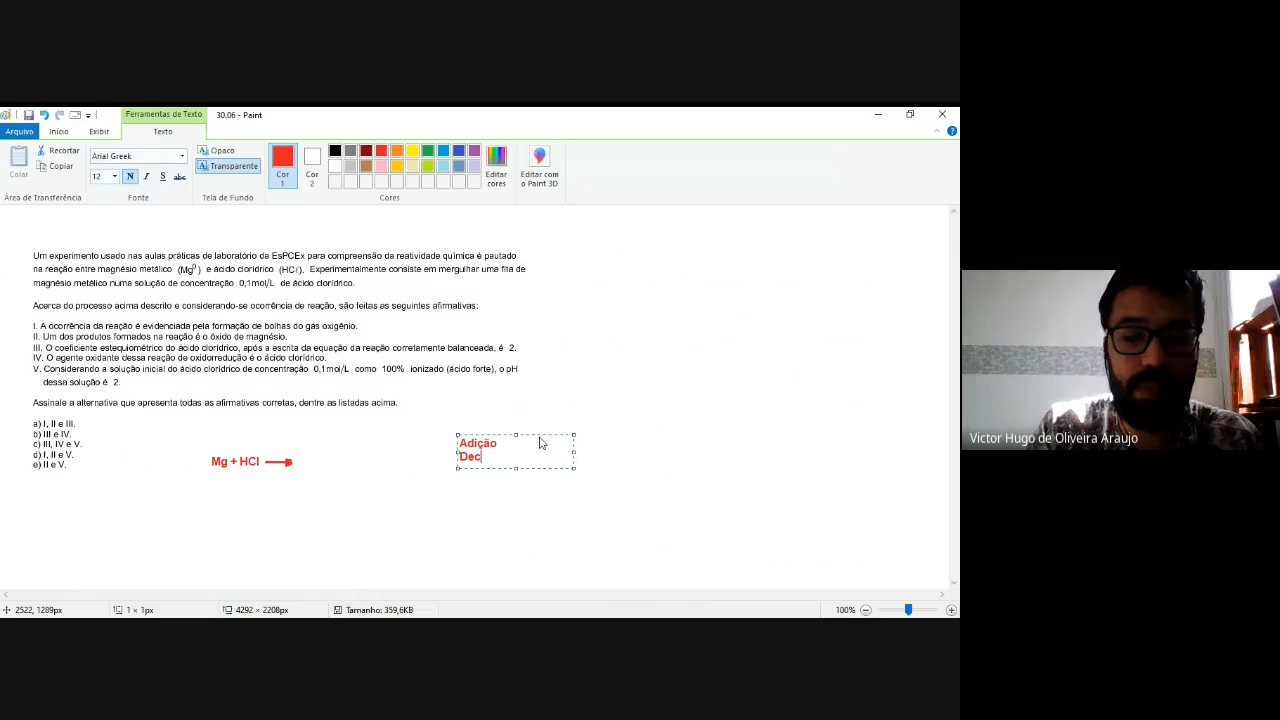 Ferramentas de Texto
30.06 - Paint
Arquivo
Início
Exibir
Texto
Colar
Recortar
Copiar
Arial Greek
12
N
I
S
abc
Opaco
Transparente
Cor
1
Cor
2
Editar
cores
Editar com
o Paint 3D
Área de Transferência
Fonte
Tela de Fundo
Cores
Um experimento usado nas aulas práticas de laboratório da EsPCEx para compreensão da reatividade química é pautado
na reação entre magnésio metálico (Mg⁰) e ácido clorídrico (HCℓ). Experimentalmente consiste em mergulhar uma fita de
magnésio metálico numa solução de concentração 0,1mol/L de ácido clorídrico.
Acerca do processo acima descrito e considerando-se ocorrência de reação, são feitas as seguintes afirmativas:
I. A ocorrência da reação é evidenciada pela formação de bolhas do gás oxigênio.
II. Um dos produtos formados na reação é o óxido de magnésio.
III. O coeficiente estequiométrico do ácido clorídrico, após a escrita da equação da reação corretamente balanceada, é 2.
IV. O agente oxidante dessa reação de oxidorredução é o ácido clorídrico.
V. Considerando a solução inicial do ácido clorídrico de concentração 0,1mol/L como 100% ionizado (ácido forte), o pH
dessa solução é 2.
Assinale a alternativa que apresenta todas as afirmativas corretas, dentre as listadas acima.
a) I, II e III.
b) III e IV.
c) III, IV e V.
d) I, II e V.
e) II e V.
Mg + HCl
Adição
Dec
Victor Hugo de Oliveira Araujo
2522, 1289px
1 × 1px
4292 × 2208px
Tamanho: 359,6KB
100%